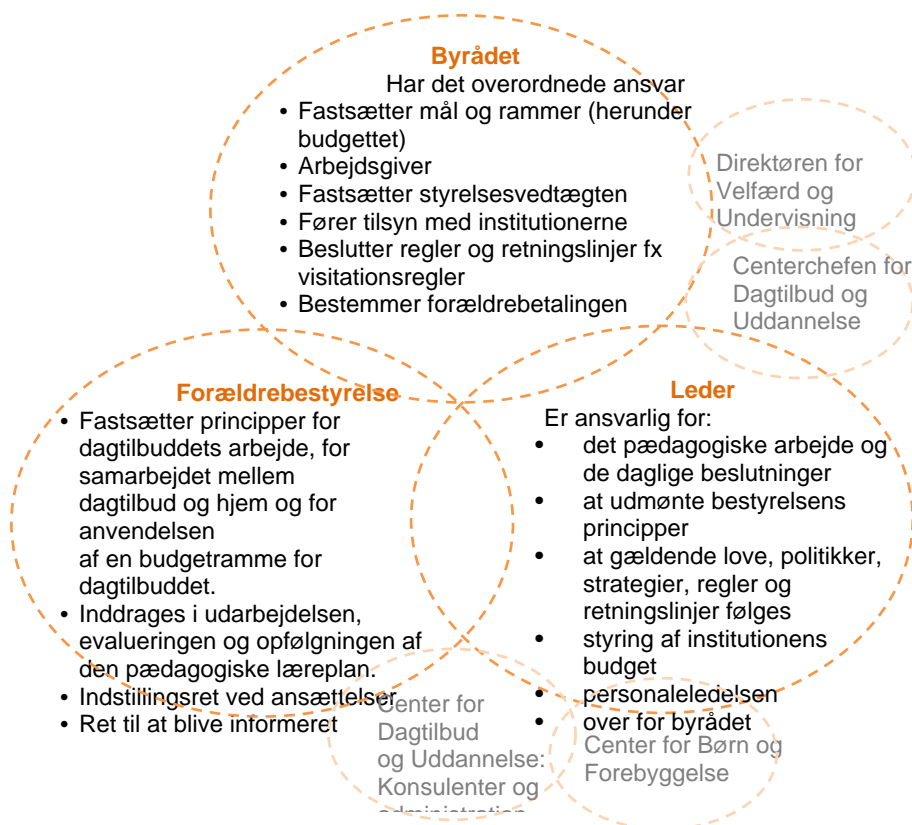 Byrådet
Har det overordnede ansvar
• Fastsætter mål og rammer (herunder
budgettet)
• Arbejdsgiver
• Fastsætter styrelsesvedtægten
• Fører tilsyn med institutionerne
• Beslutter regler og retningslinjer fx
visitationsregler
• Bestemmer forældrebetalingen
Direktøren for
Velfærd og
Undervisning
Centerchefen for
Dagtilbud og
Uddannelse
Forældrebestyrelse
• Fastsætter principper for
dagtilbuddets arbejde, for
samarbejdet mellem
dagtilbud og hjem og for
anvendelsen
af en budgetramme for
dagtilbuddet.
• Inddrages i udarbejdelsen,
evalueringen og opfølgningen af
den pædagogiske læreplan.
• Indstillingsret ved ansættelser
• Ret til at blive informeret
Leder
Er ansvarlig for:
• det pædagogiske arbejde og
de daglige beslutninger
• at udmønte bestyrelsens
principper
• at gældende love, politikker,
strategier, regler og
retningslinjer følges
• styring af institutionens
budget
• personaleledelsen
• over for byrådet
Center for
Dagtilbud
og Uddannelse:
Konsulenter og
administration
Center for Børn og
Forebyggelse